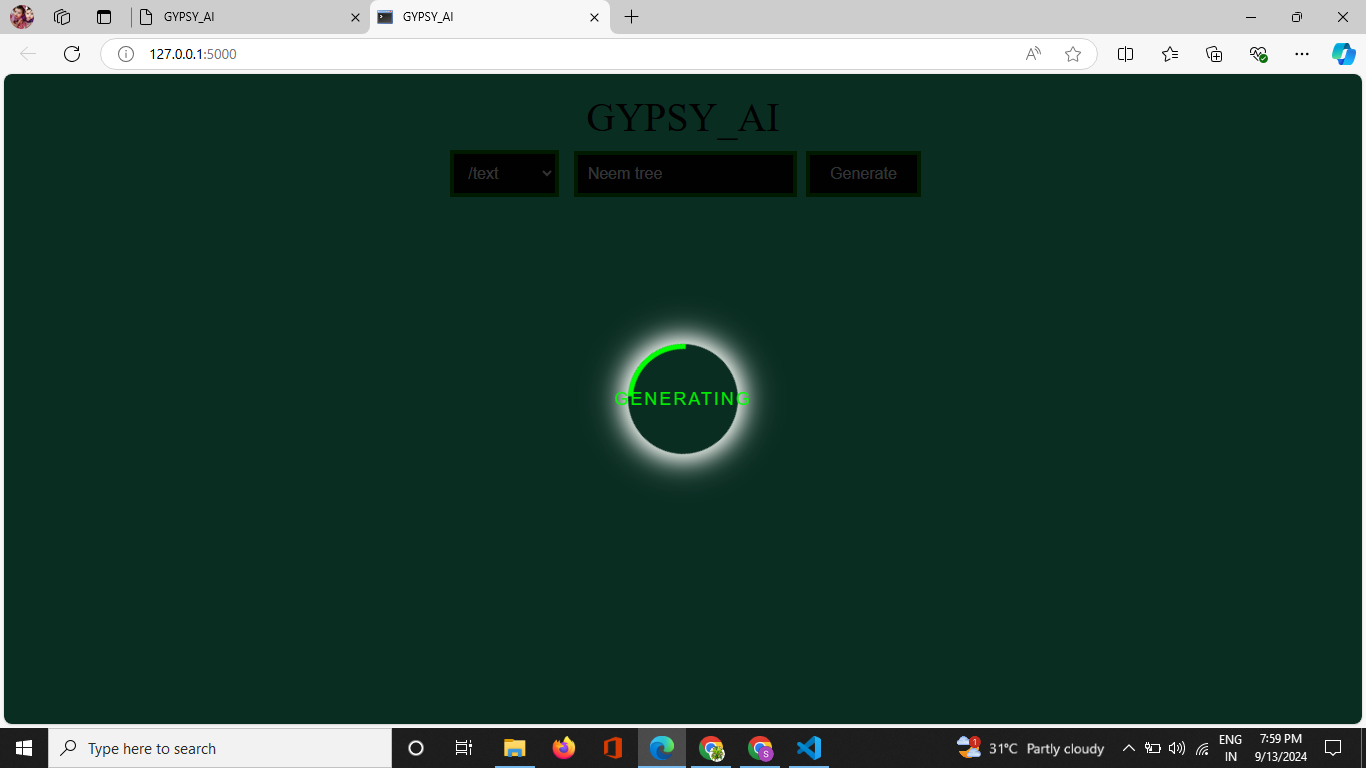 GYPSY_AI
GYPSY_AI
127.0.0.1:5000
GYPSY_AI
/text
Neem tree
Generate
GENERATING
Type here to search
1
31°C Partly cloudy
ENG
IN
7:59 PM
9/13/2024
S